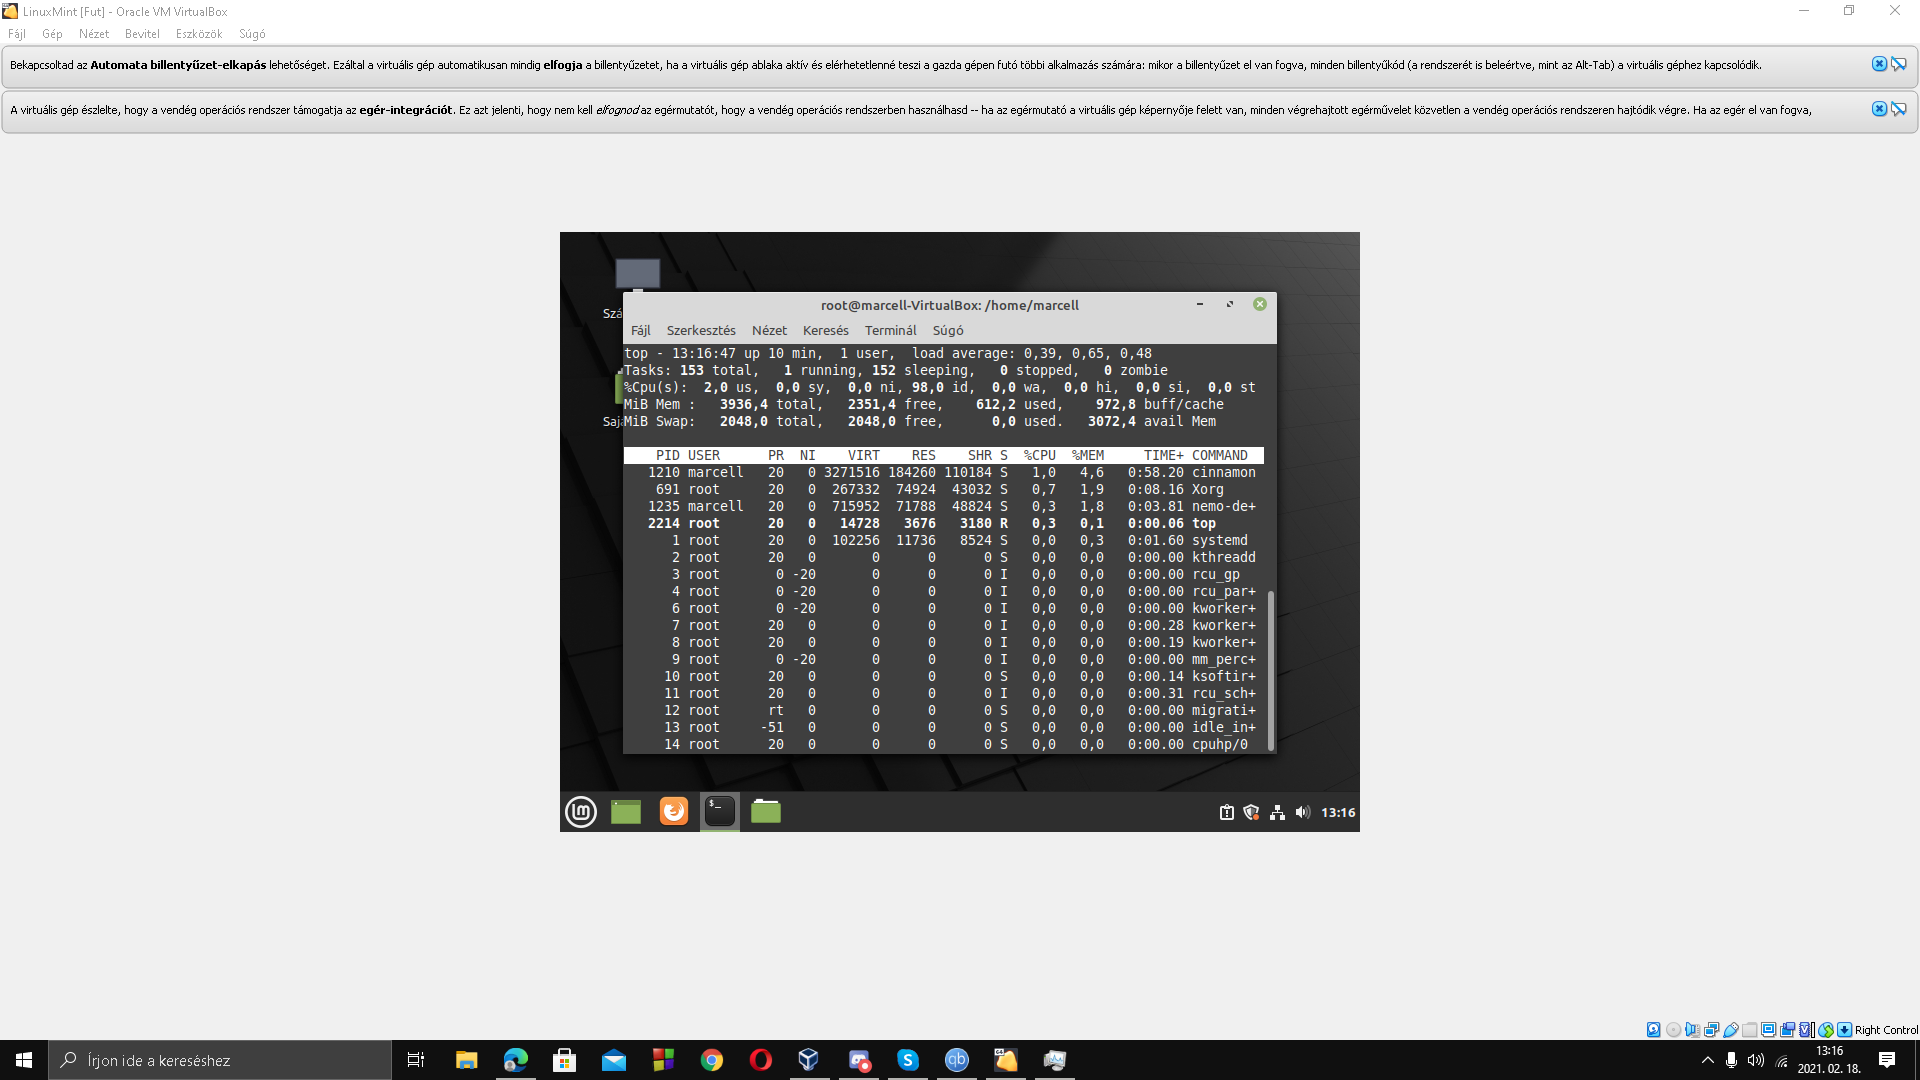 LinuxMint [Fut] - Oracle VM VirtualBox
Fájl Gép Nézet Bevitel Eszközök Súgó
Bekapcsoltad az Automata billentyűzet-elkapás lehetőséget. Ezáltal a virtuális gép automatikusan mindig elfogja a billentyűzetet, ha a virtuális gép ablaka aktív és elérhetetlenné teszi a gazda gépen futó többi alkalmazás számára: mikor a billentyűzet el van fogva, minden billentyűkód (a rendszerét is beleértve, mint az Alt-Tab) a virtuális géphez kapcsolódik.
A virtuális gép észlelte, hogy a vendég operációs rendszer támogatja az egér-integrációt. Ez azt jelenti, hogy nem kell elfognod az egérmutatót, hogy a vendég operációs rendszerben használhasd -- ha az egérmutató a virtuális gép képernyője felett van, minden végrehajtott egérművelet közvetlen a vendég operációs rendszeren hajtódik végre. Ha az egér el van fogva,
Szá
Saj
root@marcell-VirtualBox: /home/marcell
Fájl Szerkesztés Nézet Keresés Terminál Súgó
top - 13:16:47 up 10 min,  1 user,  load average: 0,39, 0,65, 0,48
Tasks: 153 total,   1 running, 152 sleeping,   0 stopped,   0 zombie
%Cpu(s):  2,0 us,  0,0 sy,  0,0 ni, 98,0 id,  0,0 wa,  0,0 hi,  0,0 si,  0,0 st
MiB Mem :   3936,4 total,   2351,4 free,    612,2 used,    972,8 buff/cache
MiB Swap:   2048,0 total,   2048,0 free,      0,0 used.   3072,4 avail Mem
PID USER      PR  NI    VIRT    RES    SHR S  %CPU  %MEM     TIME+ COMMAND
1210 marcell   20   0 3271516 184260 110184 S   1,0   4,6   0:58.20 cinnamon
691 root      20   0  267332  74924  43032 S   0,7   1,9   0:08.16 Xorg
1235 marcell   20   0  715952  71788  48824 S   0,3   1,8   0:03.81 nemo-de+
2214 root      20   0   14728   3676   3180 R   0,3   0,1   0:00.06 top
1 root      20   0  102256  11736   8524 S   0,0   0,3   0:01.60 systemd
2 root      20   0       0      0      0 S   0,0   0,0   0:00.00 kthreadd
3 root       0 -20       0      0      0 I   0,0   0,0   0:00.00 rcu_gp
4 root       0 -20       0      0      0 I   0,0   0,0   0:00.00 rcu_par+
6 root       0 -20       0      0      0 I   0,0   0,0   0:00.00 kworker+
7 root      20   0       0      0      0 I   0,0   0,0   0:00.28 kworker+
8 root      20   0       0      0      0 I   0,0   0,0   0:00.19 kworker+
9 root       0 -20       0      0      0 I   0,0   0,0   0:00.00 mm_perc+
10 root      20   0       0      0      0 S   0,0   0,0   0:00.14 ksoftir+
11 root      20   0       0      0      0 I   0,0   0,0   0:00.31 rcu_sch+
12 root      rt   0       0      0      0 S   0,0   0,0   0:00.00 migrati+
13 root     -51   0       0      0      0 S   0,0   0,0   0:00.00 idle_in+
14 root      20   0       0      0      0 S   0,0   0,0   0:00.00 cpuhp/0
13:16
Right Control
Írjon ide a kereséshez
13:16
2021. 02. 18.